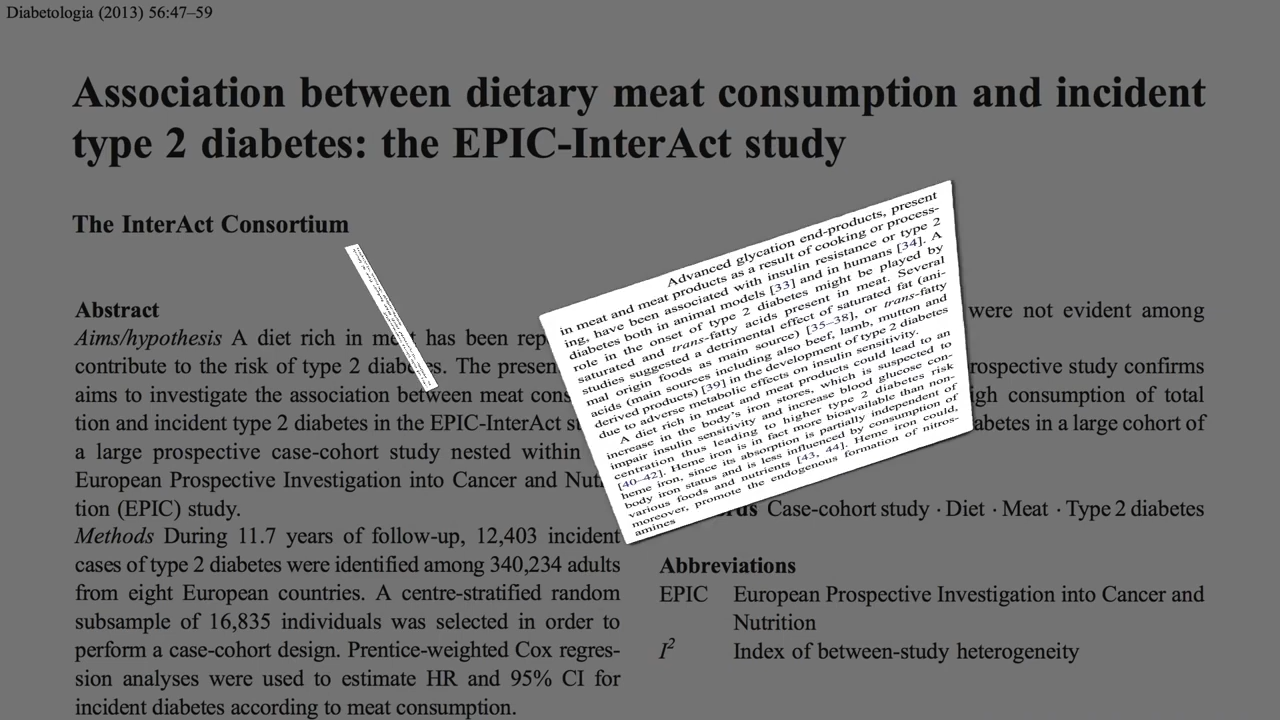 Diabetologia (2013) 56:47–59
Association between dietary meat consumption and incident
type 2 diabetes: the EPIC-InterAct study
The InterAct Consortium
Abstract
Aims/hypothesis A diet rich in meat has been rep
contribute to the risk of type 2 diabetes. The presen
aims to investigate the association between meat cons
tion and incident type 2 diabetes in the EPIC-InterAct st
a large prospective case-cohort study nested within
European Prospective Investigation into Cancer and Nutri
tion (EPIC) study.
Methods During 11.7 years of follow-up, 12,403 incident
cases of type 2 diabetes were identified among 340,234 adults
from eight European countries. A centre-stratified random
subsample of 16,835 individuals was selected in order to
perform a case-cohort design. Prentice-weighted Cox regres-
sion analyses were used to estimate HR and 95% CI for
incident diabetes according to meat consumption.
Advanced glycation end-products, present
in meat and meat products as a result of cooking or process-
ing, have been associated with insulin resistance or type 2
diabetes both in animal models [33] and in humans [34]. A
role in the onset of type 2 diabetes might be played by
saturated and trans-fatty acids present in meat. Several
studies suggested a detrimental effect of saturated fat (ani-
mal origin foods as main source) [35–38], or trans-fatty
acids (main sources including also beef, lamb, mutton and
derived products) [39] in the development of type 2 diabetes
due to adverse metabolic effects on insulin sensitivity.
A diet rich in meat and meat products could lead to an
increase in the body's iron stores, which is suspected to
impair insulin sensitivity and increase blood glucose con-
centration thus leading to higher type 2 diabetes risk
[40–42]. Heme iron is in fact more bioavailable than non-
heme iron, since its absorption is partially independent of
body iron status and is less influenced by consumption of
various foods and nutrients [43, 44]. Heme iron could,
moreover, promote the endogenous formation of nitros-
amines
were not evident among
rospective study confirms
gh consumption of total
abetes in a large cohort of
rds Case-cohort study · Diet · Meat · Type 2 diabetes
Abbreviations
EPIC European Prospective Investigation into Cancer and
Nutrition
I² Index of between-study heterogeneity